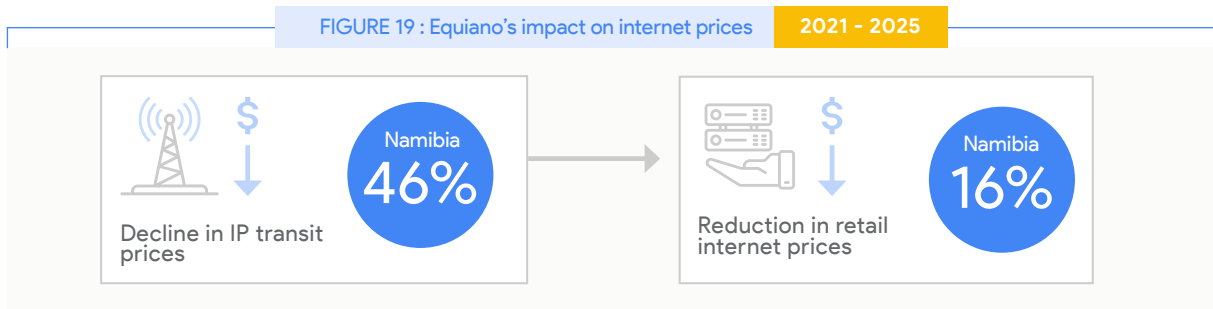 FIGURE 19 : Equiano's impact on internet prices 2021 - 2025
$
Namibia
46%
Decline in IP transit
prices
$
Namibia
16%
Reduction in retail
internet prices